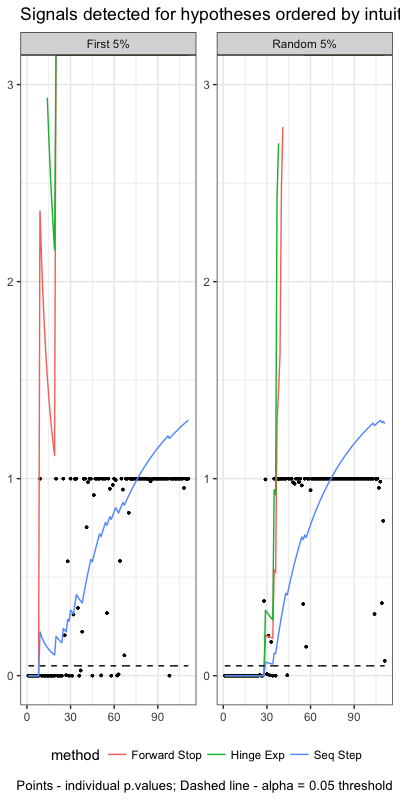 Signals detected for hypotheses ordered by intuit
First 5%
Random 5%
3
3
2
2
1
1
0
0
0 30 60 90
0 30 60 90
method Forward Stop Hinge Exp Seq Step
Points - individual p.values; Dashed line - alpha = 0.05 threshold